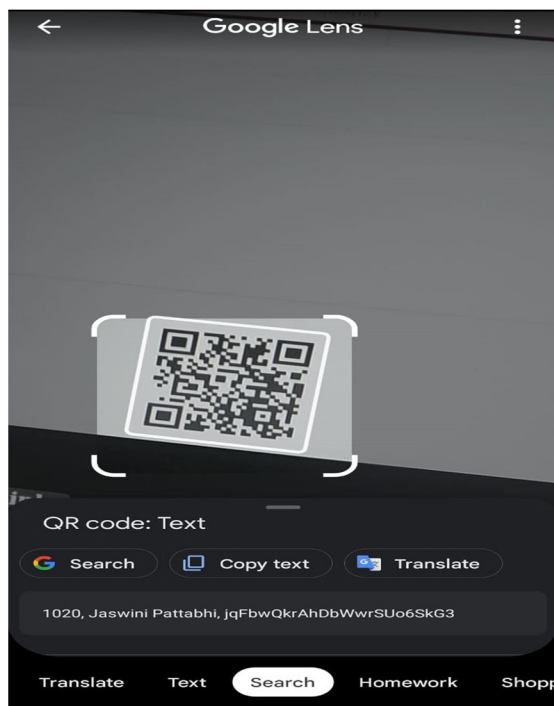 Google Lens
QR code: Text
Search
Copy text
Translate
1020, Jaswini Pattabhi, jqFbwQkrAhDbWwrSUo6SkG3
Translate
Text
Search
Homework
Shopp